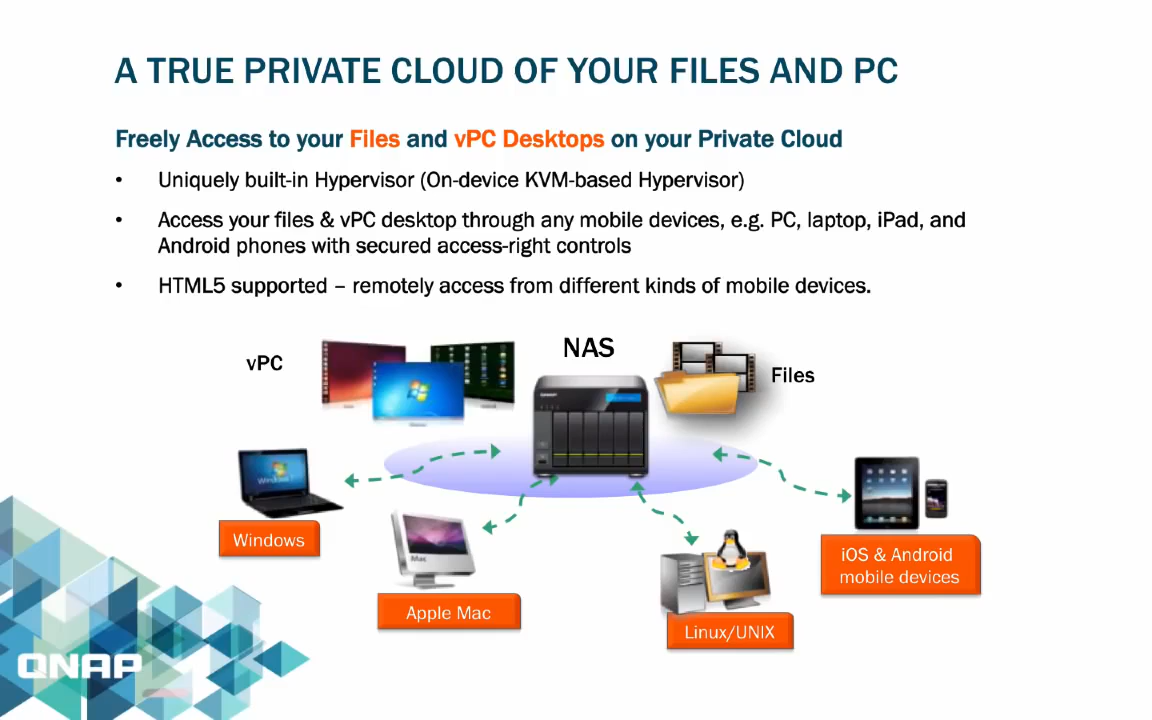 A TRUE PRIVATE CLOUD OF YOUR FILES AND PC
Freely Access to your Files and vPC Desktops on your Private Cloud
• Uniquely built-in Hypervisor (On-device KVM-based Hypervisor)
• Access your files & vPC desktop through any mobile devices, e.g. PC, laptop, iPad, and
Android phones with secured access-right controls
• HTML5 supported – remotely access from different kinds of mobile devices.
vPC
NAS
Files
QNAP
Windows
iMac
Windows
Apple Mac
Linux/UNIX
iOS & Android
mobile devices
QNAP